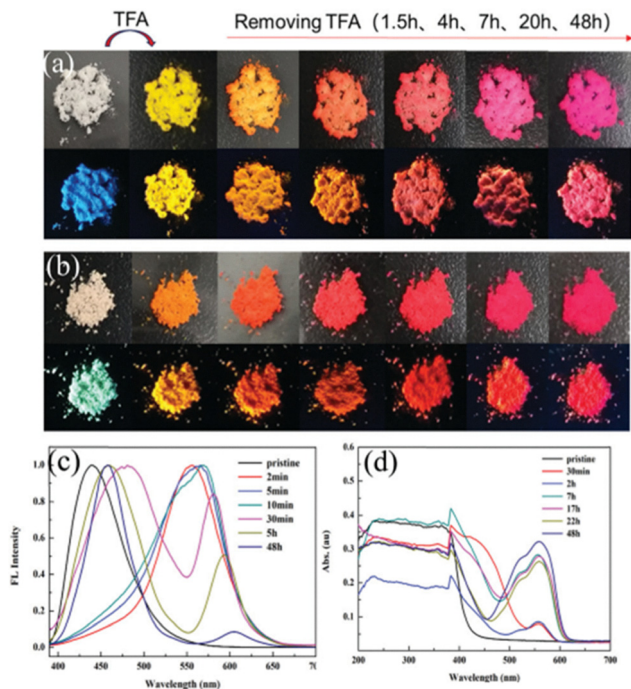 TFA
Removing TFA (1.5h、4h、7h、20h、48h)
(a)
(b)
(c)
pristine
2min
5min
10min
30min
5h
48h
FL Intensity
1.0
0.8
0.6
0.4
0.2
0.0
400 450 500 550 600 650 700
Wavelength (nm)
(d)
pristine
30min
2h
7h
17h
22h
48h
Abs. (au)
0.6
0.5
0.4
0.3
0.2
0.1
200 300 400 500 600 700
Wavelength (nm)